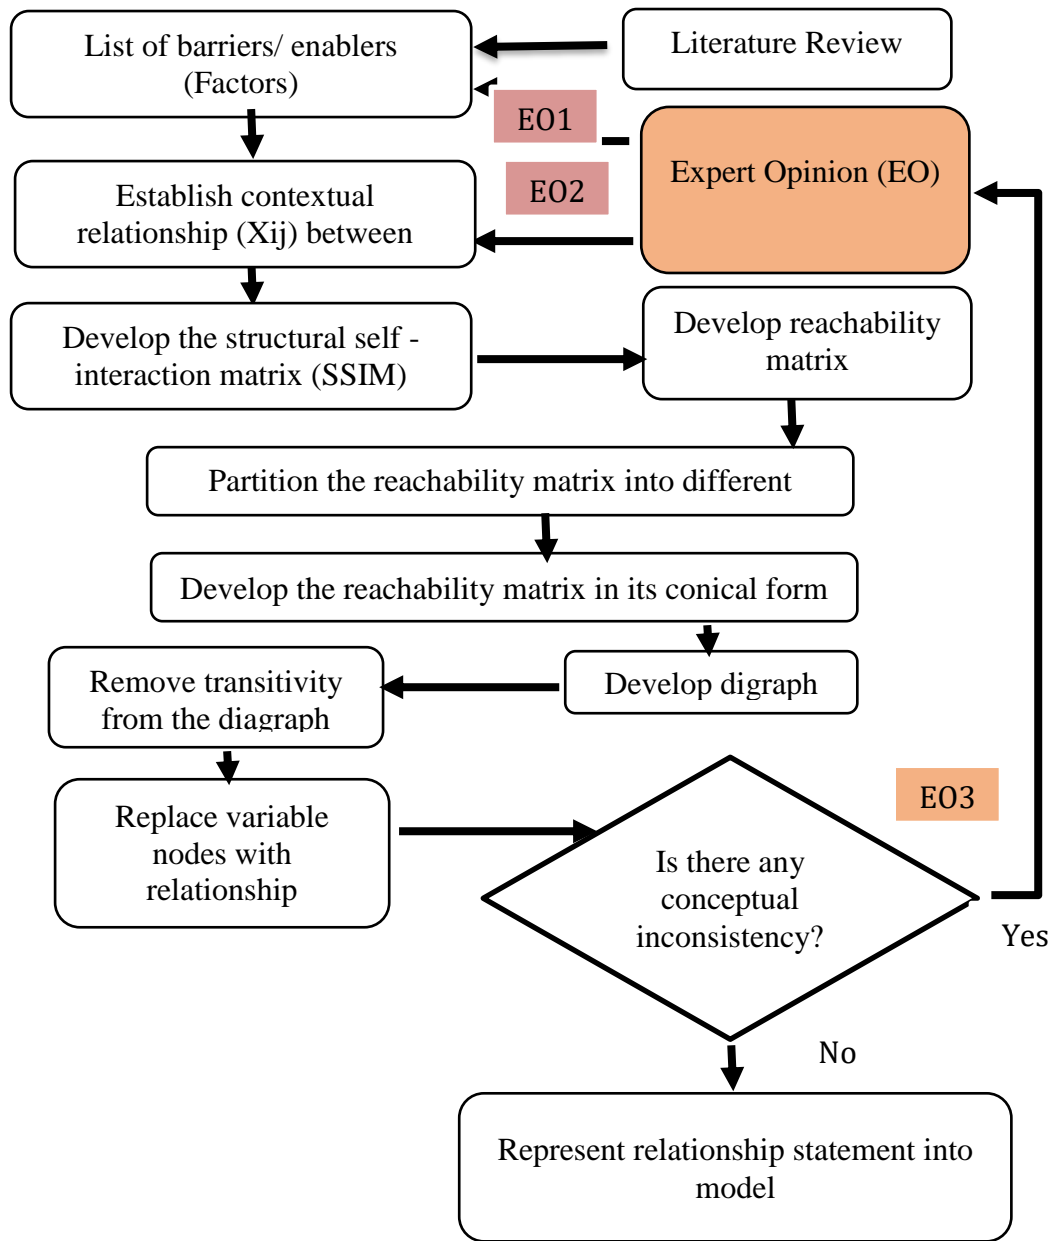 List of barriers/ enablers
(Factors)
Literature Review
EO1
Expert Opinion (EO)
EO2
Establish contextual
relationship (Xij) between
Develop the structural self -
interaction matrix (SSIM)
Develop reachability
matrix
Partition the reachability matrix into different
Develop the reachability matrix in its conical form
Develop digraph
Remove transitivity
from the diagraph
Replace variable
nodes with
relationship
EO3
Is there any
conceptual
inconsistency?
Yes
No
Represent relationship statement into
model